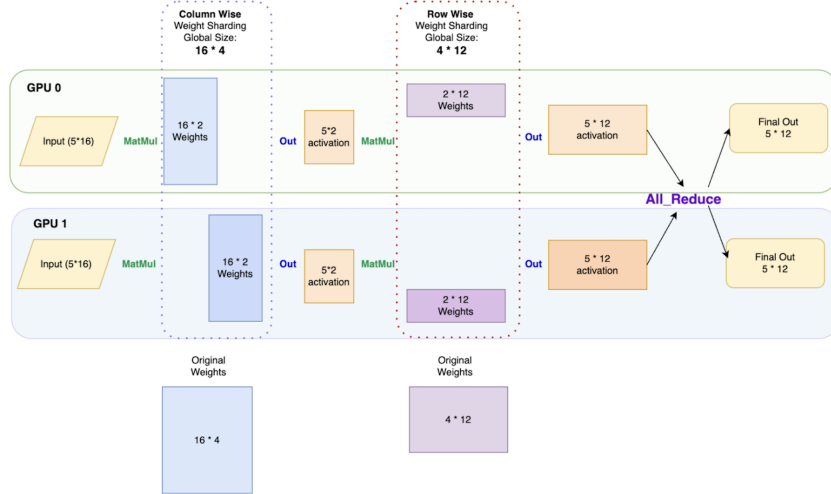 Column Wise
Weight Sharding
Global Size:
16 * 4
Row Wise
Weight Sharding
Global Size:
4 * 12
GPU 0
Input (5*16)
MatMul
16 * 2
Weights
Out
5*2
activation
MatMul
2 * 12
Weights
Out
5 * 12
activation
Final Out
5 * 12
All_Reduce
GPU 1
Input (5*16)
MatMul
16 * 2
Weights
Out
5*2
activation
MatMul
2 * 12
Weights
Out
5 * 12
activation
Final Out
5 * 12
Original
Weights
16 * 4
Original
Weights
4 * 12